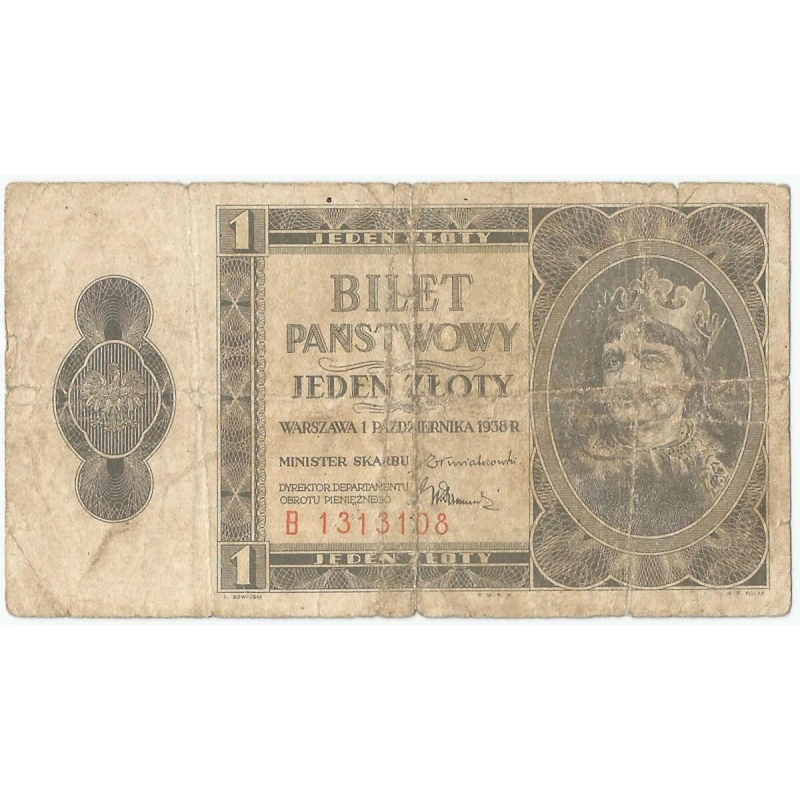 1
JEDEN ZŁOTY
BILET
PAŃSTWOWY
JEDEN ZŁOTY
WARSZAWA 1 PAŹDZIERNIKA 1938 R.
MINISTER SKARBU
DYREKTOR DEPARTAMENTU
OBROTU PIENIĘŻNEGO
B 1313108
1
JEDEN ZŁOTY
P. W. P. W.